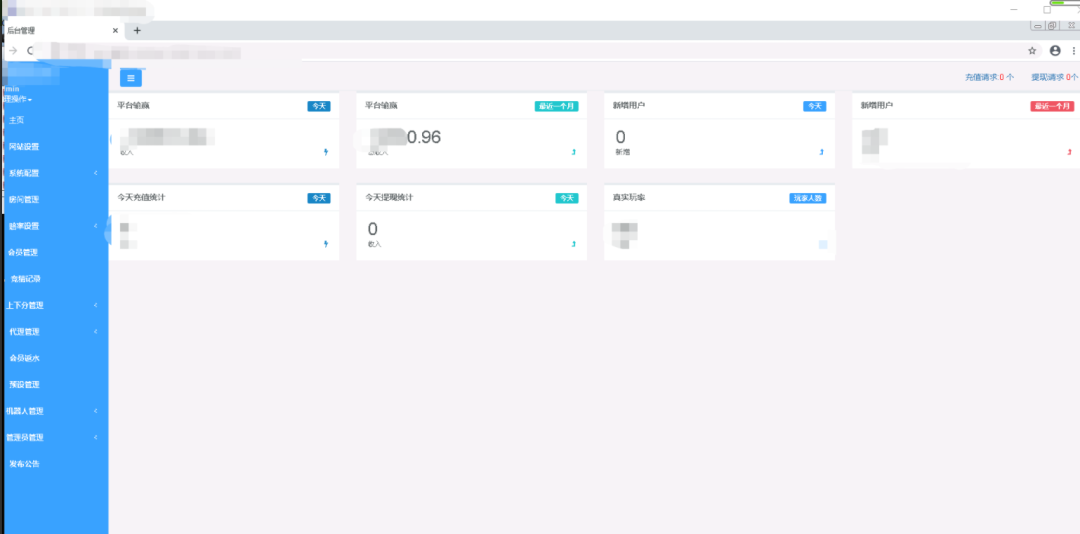 后台管理
充值请求:0 个
提现请求 0个
min
理操作
主页
网站设置
系统配置
房间管理
赔率设置
会员管理
充值记录
上下分管理
代理管理
会员返水
预设管理
机器人管理
管理员管理
发布公告
平台输赢
今天
收入
平台输赢
最近一个月
0.96
总收入
新增用户
今天
0
新增
新增用户
最近一个月
今天充值统计
今天
今天提现统计
今天
0
收入
真实玩家
玩家人数